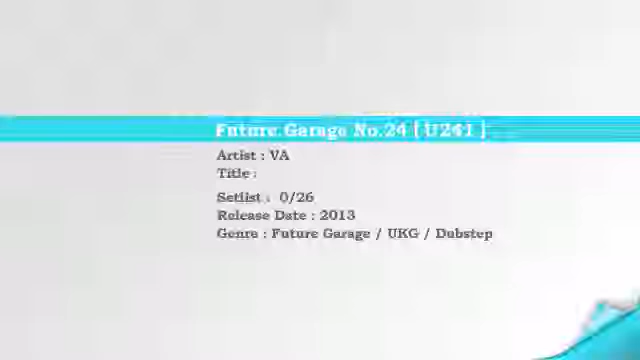 Future Garage No.24 [ U241 ]
Artist : VA
Title :
Setlist : 0/26
Release Date : 2013
Genre : Future Garage / UKG / Dubstep